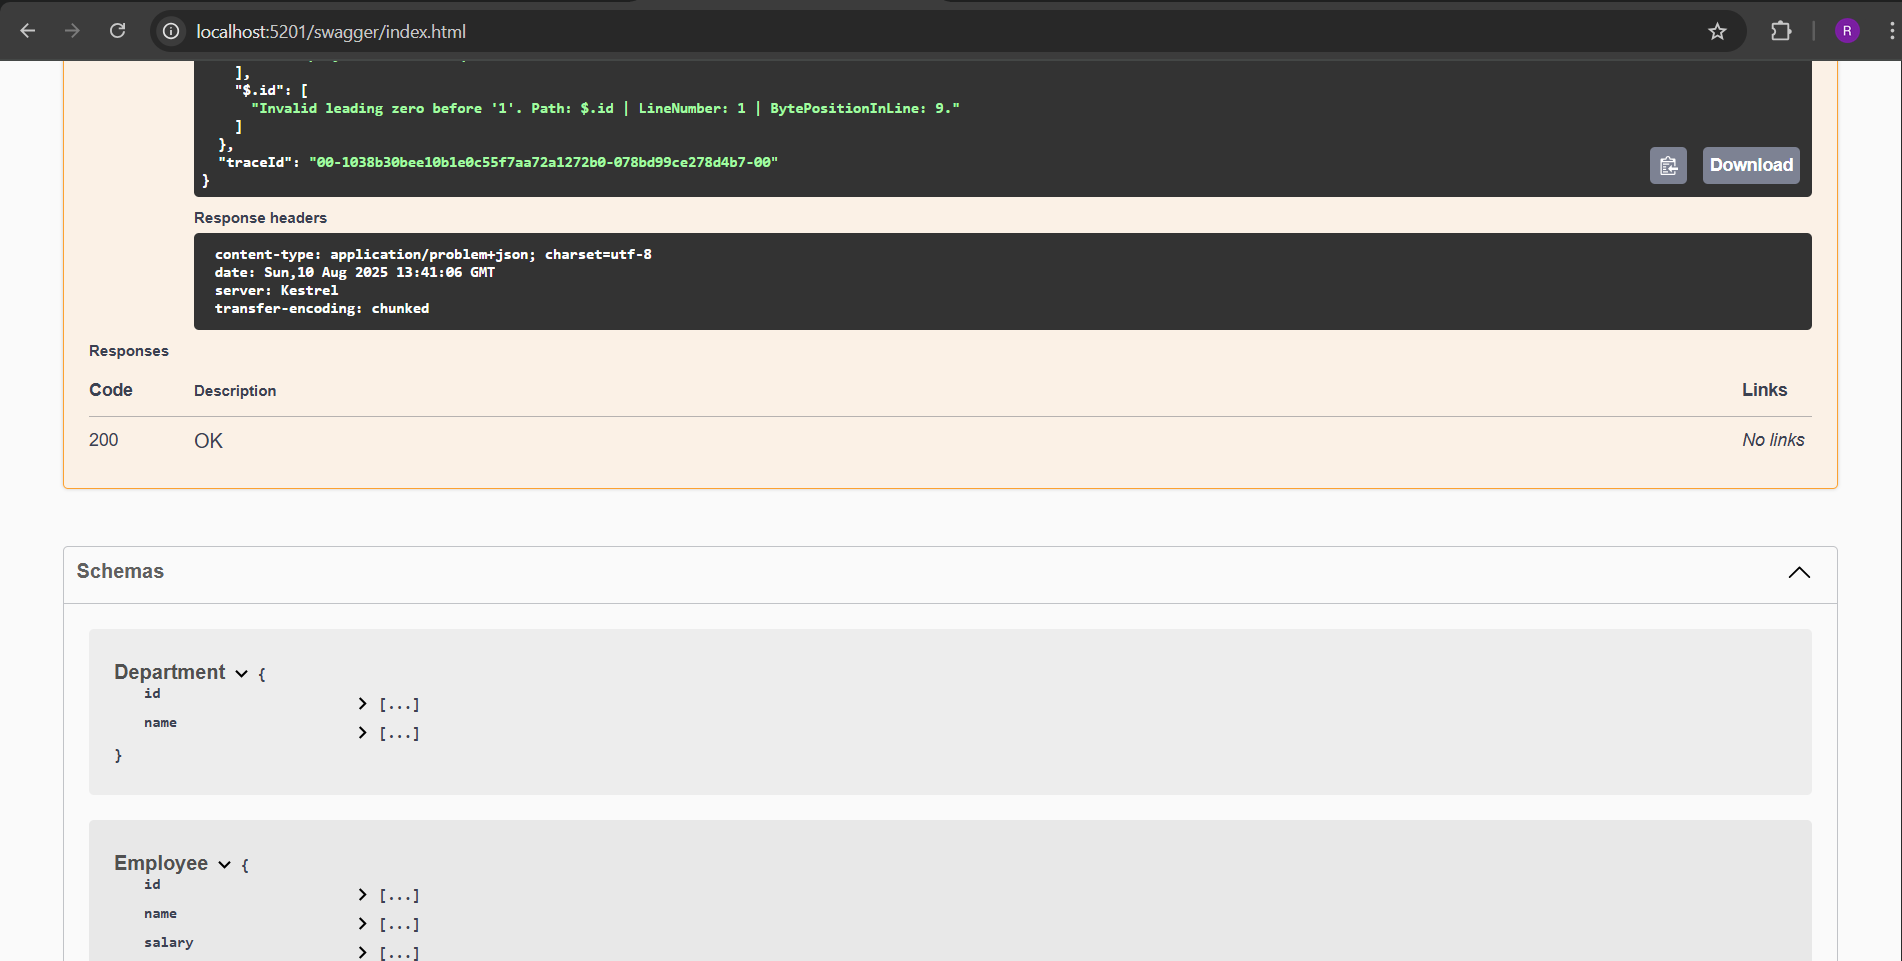 localhost:5201/swagger/index.html
R
],
"$.id": [
"Invalid leading zero before '1'. Path: $.id | LineNumber: 1 | BytePositionInLine: 9."
]
},
"traceId": "00-1038b30bee10b1e0c55f7aa72a1272b0-078bd99ce278d4b7-00"
}
Download
Response headers
content-type: application/problem+json; charset=utf-8
date: Sun,10 Aug 2025 13:41:06 GMT
server: Kestrel
transfer-encoding: chunked
Responses
Code Description Links
200 OK No links
Schemas
Department {
id [...]
name [...]
}
Employee {
id [...]
name [...]
salary [...]